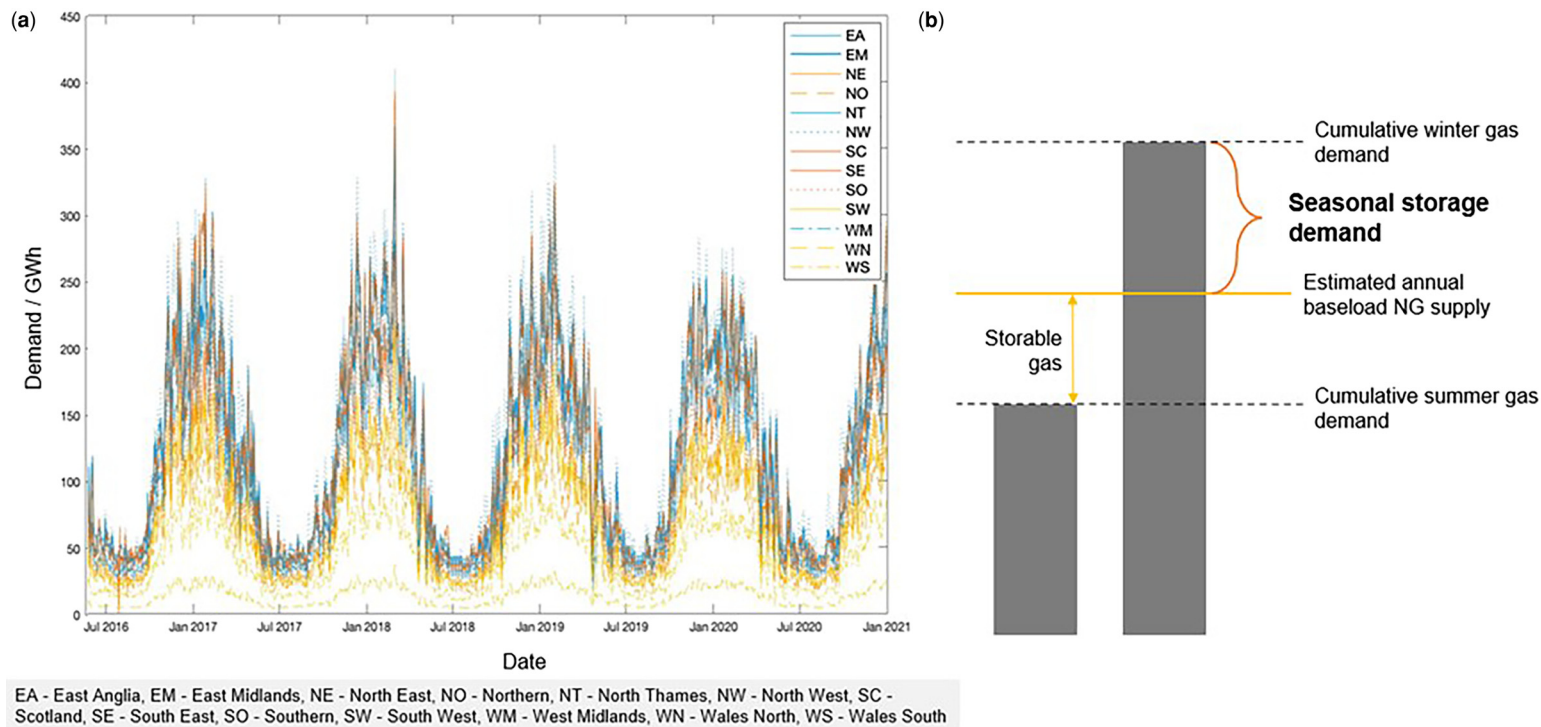 (a)
450
400
350
300
250
200
150
100
50
0
Demand / GWh
EA
EM
NE
NO
NT
NW
SC
SE
SO
SW
WM
WN
WS
Jul 2016
Jan 2017
Jul 2017
Jan 2018
Jul 2018
Jan 2019
Jul 2019
Jan 2020
Jul 2020
Jan 2021
Date
EA - East Anglia, EM - East Midlands, NE - North East, NO - Northern, NT - North Thames, NW - North West, SC -
Scotland, SE - South East, SO - Southern, SW - South West, WM - West Midlands, WN - Wales North, WS - Wales South
(b)
Cumulative winter gas
demand
Seasonal storage
demand
Estimated annual
baseload NG supply
Storable
gas
Cumulative summer gas
demand